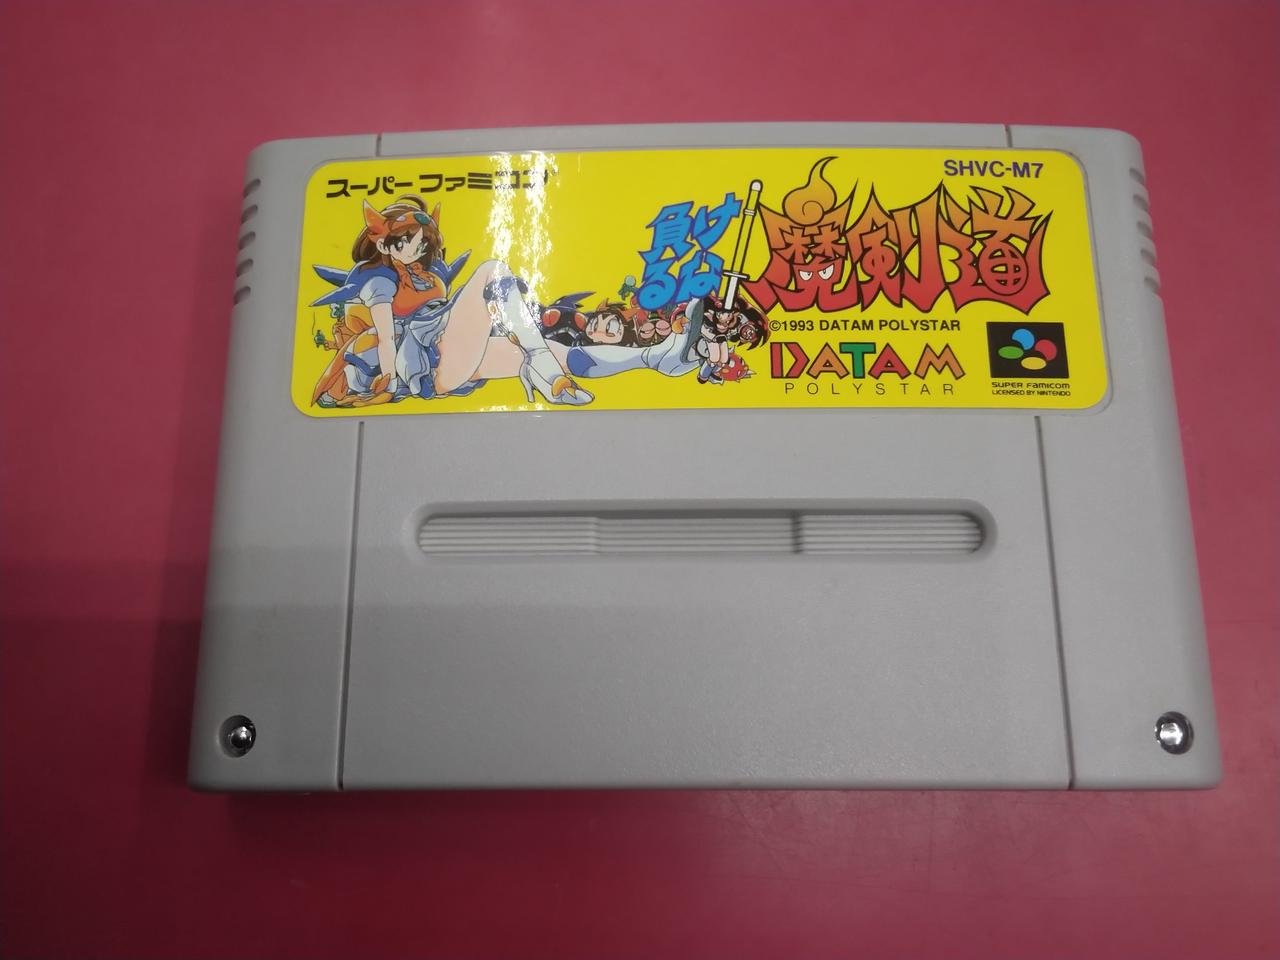 スーパーファミコン
SHVC-M7
負けるな
魔剣道
©1993 DATAM POLYSTAR
DATAM
POLYSTAR
SUPER FAMICOM
LICENSED BY NINTENDO